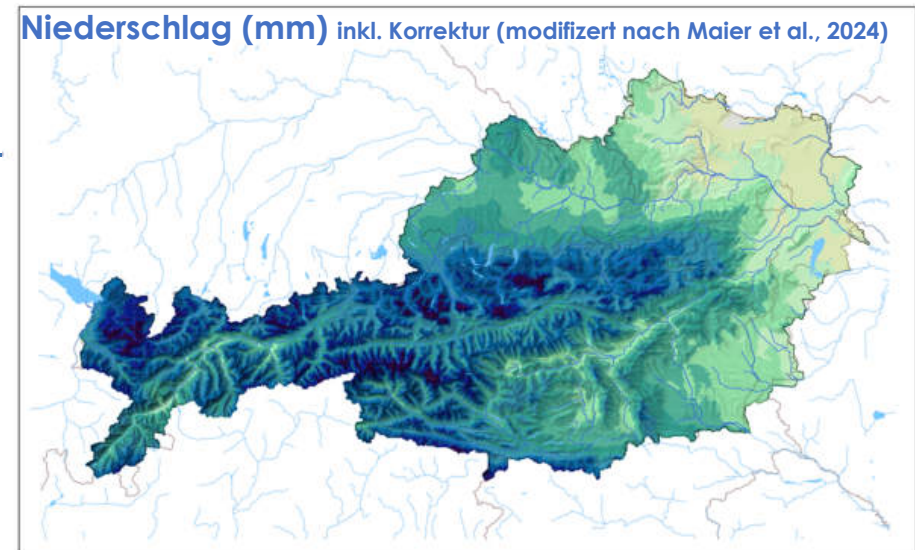 Niederschlag (mm) inkl. Korrektur (modifizert nach Maier et al., 2024)